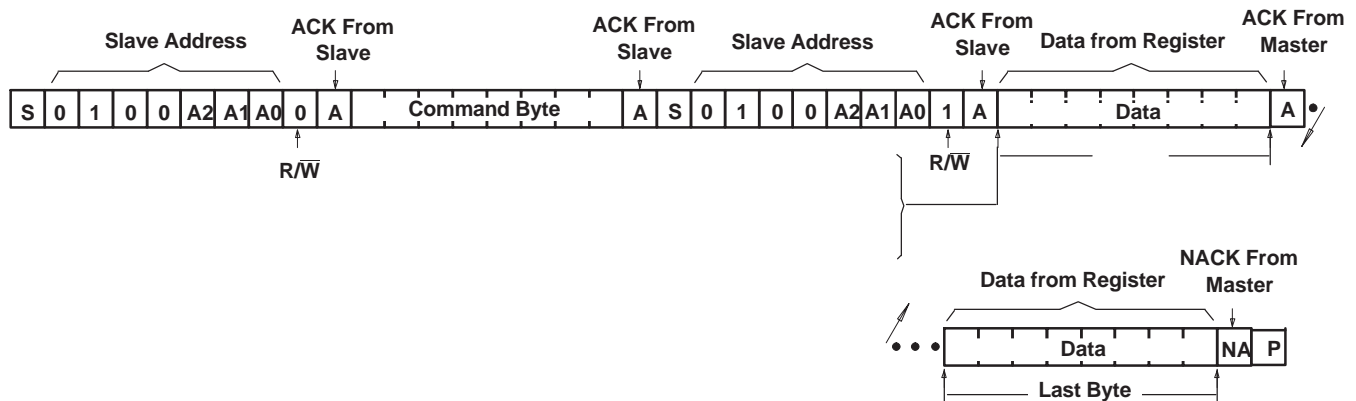 Slave Address
ACK From
Slave
ACK From
Slave
Slave Address
ACK From
Slave
Data from Register
ACK From
Master
S 0 1 0 0 A2 A1 A0 0 A Command Byte A S 0 1 0 0 A2 A1 A0 1 A Data A
R/W̅
R/W̅
Data from Register
NACK From
Master
Data NA P
Last Byte